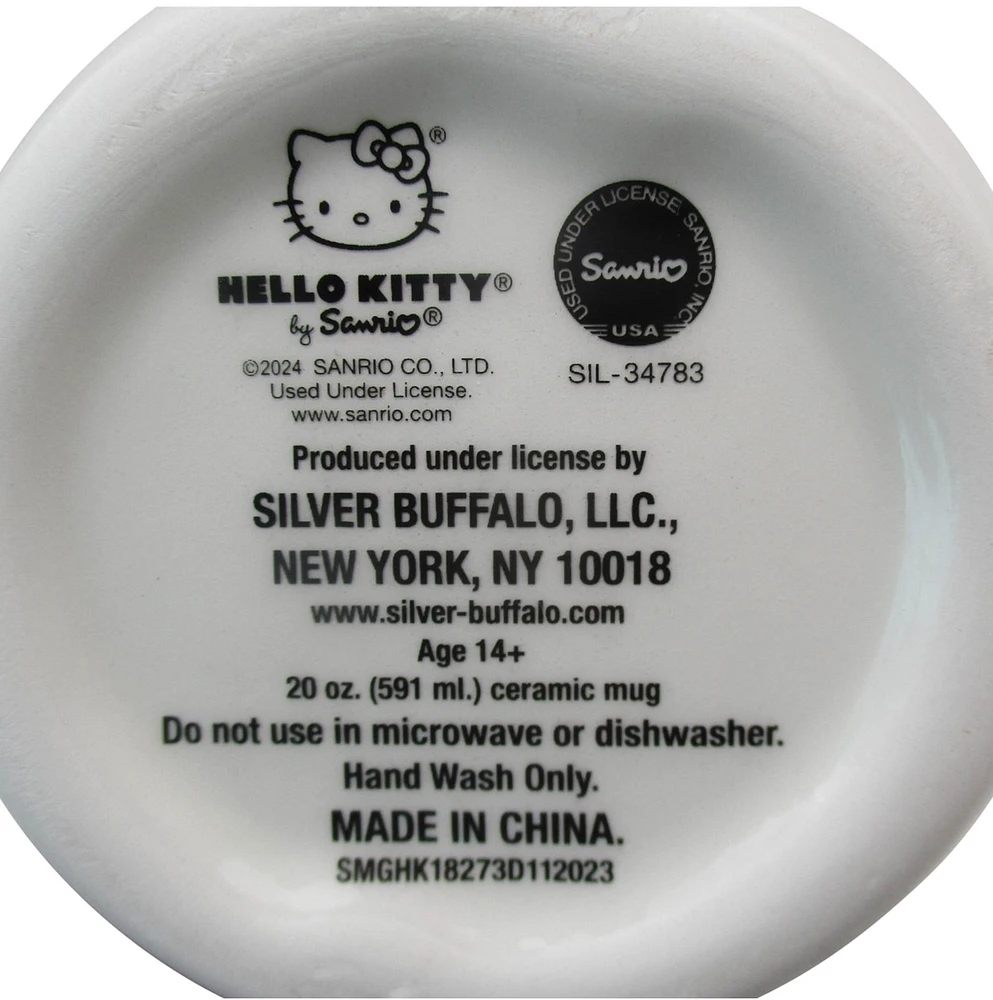 ®
HELLO KITTY®
by Sanrio®
©2024 SANRIO CO., LTD.
Used Under License.
www.sanrio.com
USED UNDER LICENSE. SANRIO, INC.
Sanrio
USA
SIL-34783
Produced under license by
SILVER BUFFALO, LLC.,
NEW YORK, NY 10018
www.silver-buffalo.com
Age 14+
20 oz. (591 ml.) ceramic mug
Do not use in microwave or dishwasher.
Hand Wash Only.
MADE IN CHINA.
SMGHK18273D112023